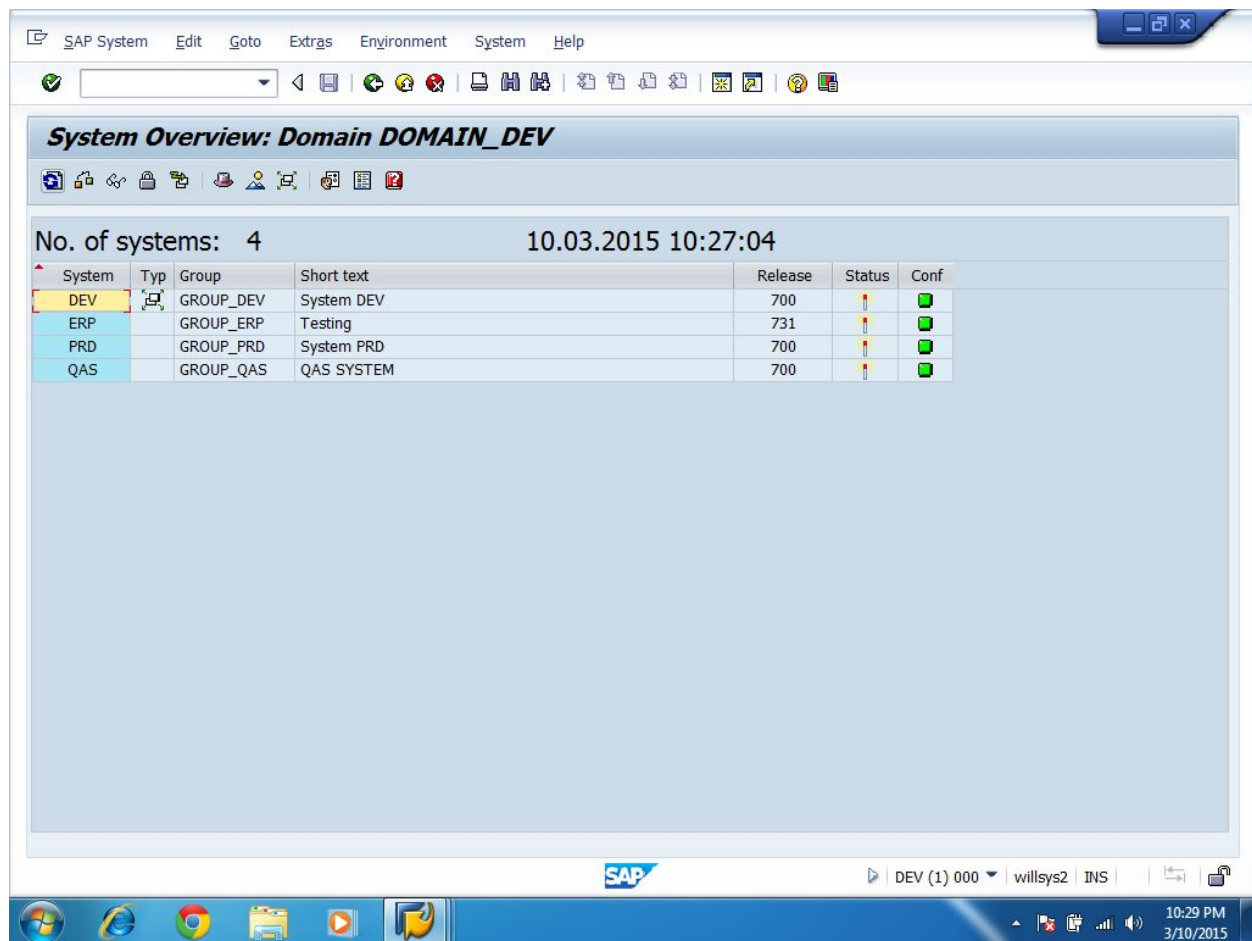 SAP System Edit Goto Extras Environment System Help
System Overview: Domain DOMAIN_DEV
No. of systems: 4 10.03.2015 10:27:04
System Typ Group Short text Release Status Conf
DEV GROUP_DEV System DEV 700
ERP GROUP_ERP Testing 731
PRD GROUP_PRD System PRD 700
QAS GROUP_QAS QAS SYSTEM 700
SAP DEV (1) 000 willsys2 INS
10:29 PM
3/10/2015